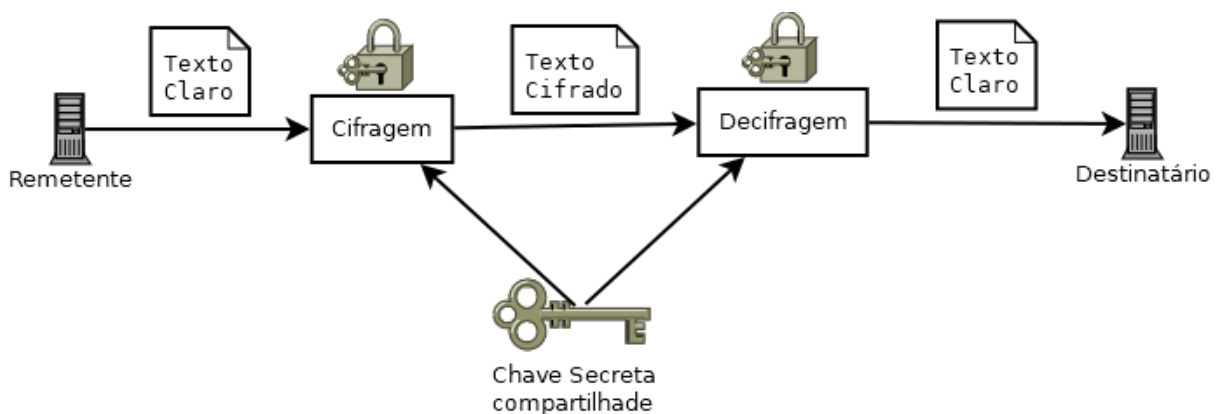 Texto
Claro
Texto
Cifrado
Texto
Claro
Cifragem
Decifragem
Remetente
Destinatário
Chave Secreta
compartilhade